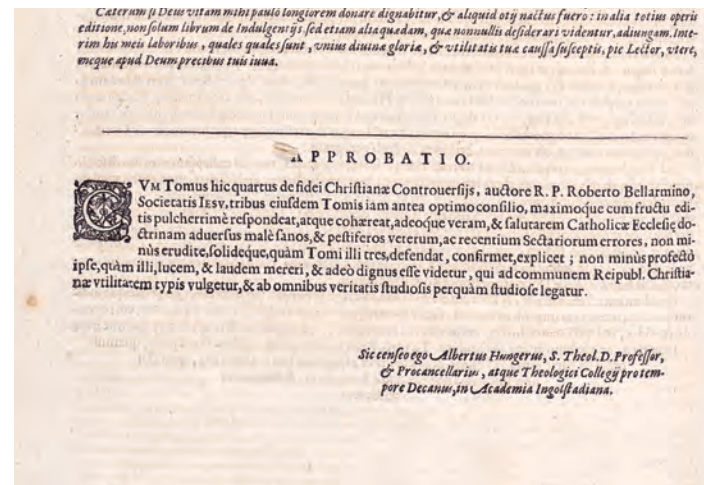 Cæterum si Deus vitam mihi paulò longiorem donare dignabitur, & aliquid otij nactus fuero: in alia totius operis
editione, non solum librum de Indulgentijs, sed etiam alia quædam, quæ nonnullis desiderari videntur, adiungam. Inte-
rim his meis laboribus, quales quales sunt, vnius diuinæ gloriæ, & vtilitatis tuæ caussa susceptis, pie Lector, vtere,
meque apud Deum precibus tuis iuua.
APPROBATIO.
CVM Tomus hic quartus de fidei Christianæ Controuersijs, auctore R. P. Roberto Bellarmino,
Societatis IESV, tribus eiusdem Tomis iam antea optimo consilio, maximoque cum fructu edi-
tis pulcherrimè respondeat, atque cohæreat, adeoque veram, & salutarem Catholicæ Ecclesię do-
ctrinam aduersus malè sanos, & pestiferos veterum, ac recentium Sectariorum errores, non mi-
nùs erudite, solideque, quàm Tomi illi tres, defendat, confirmet, explicet; non minùs profectò
ipse, quàm illi, lucem, & laudem mereri, & adeò dignus esse videtur, qui ad communem Reipubl. Christia-
næ vtilitatem typis vulgetur, & ab omnibus veritatis studiosis perquàm studiose legatur.
Sic censeo ego Albertus Hungerus, S. Theol. D. Professor,
& Procancellarius, atque Theologici Collegij pro tem-
pore Decanus, in Academia Ingolstadiana.